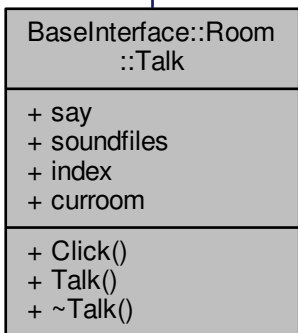 BaseInterface::Room
::Talk
+ say
+ soundfiles
+ index
+ curroom
+ Click()
+ Talk()
+ ~Talk()